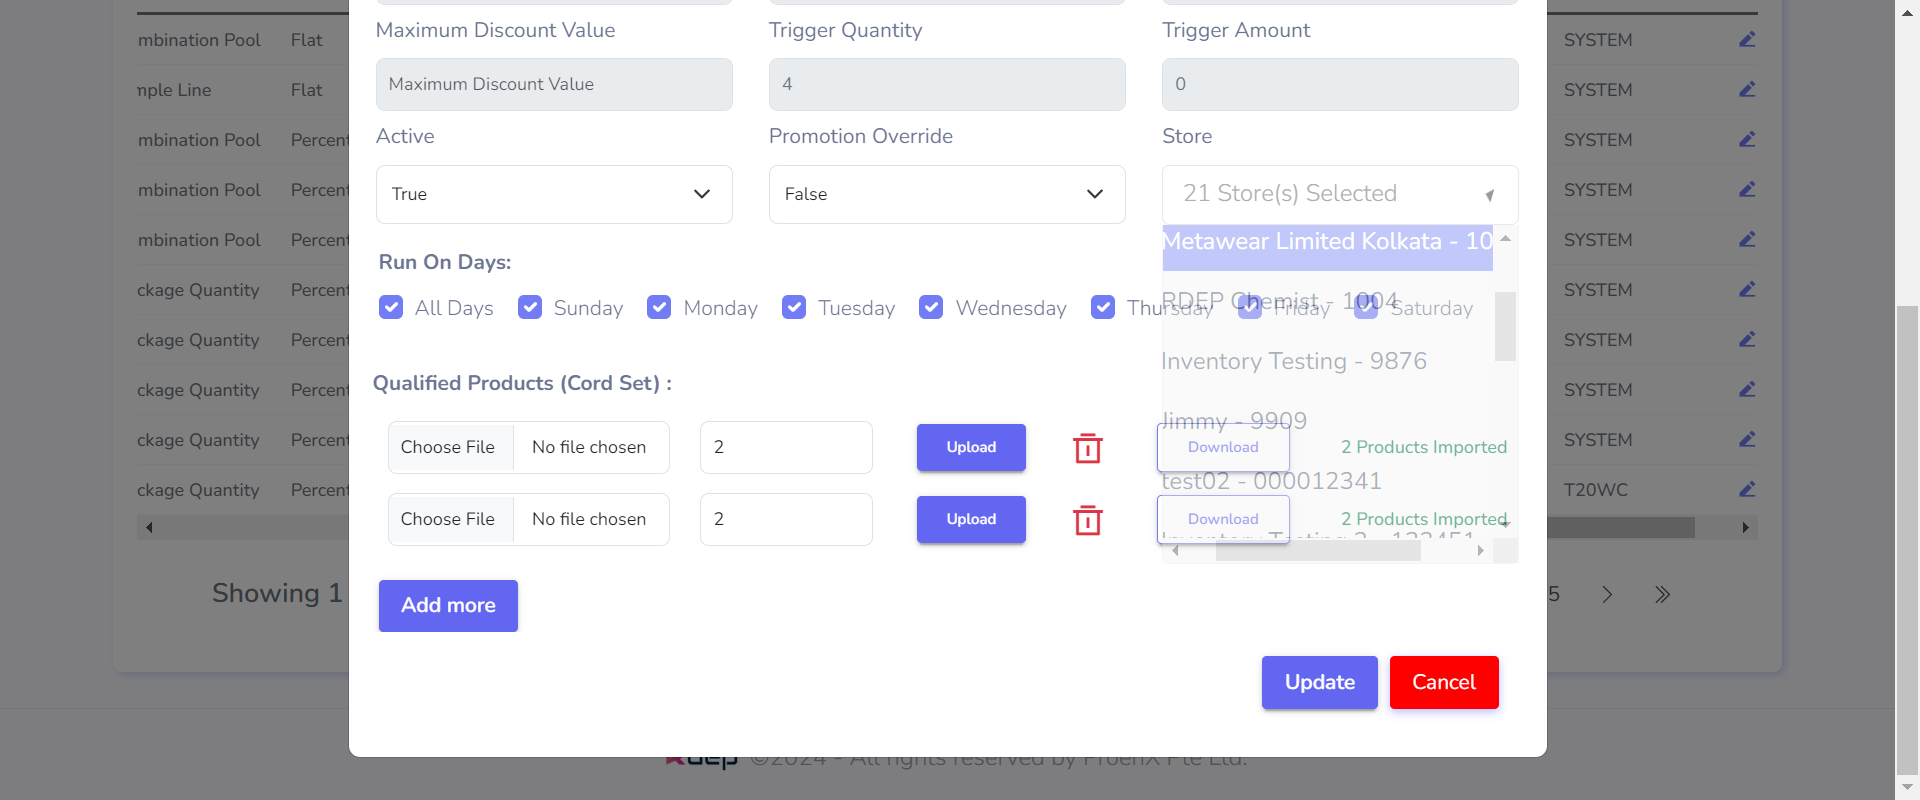 Maximum Discount Value
Trigger Quantity
Trigger Amount
Maximum Discount Value
4
0
Active
Promotion Override
Store
True
False
21 Store(s) Selected
Metawear Limited Kolkata - 10
RDEP Chemist - 1004
Inventory Testing - 9876
Jimmy - 9909
test02 - 000012341
Inventory Testing 2 - 123451
Run On Days:
All Days
Sunday
Monday
Tuesday
Wednesday
Thursday
Friday
Saturday
Qualified Products (Cord Set) :
Choose File
No file chosen
2
Upload
Download
2 Products Imported
Choose File
No file chosen
2
Upload
Download
2 Products Imported
Add more
Update
Cancel
mbination Pool Flat SYSTEM
mple Line Flat SYSTEM
mbination Pool Percent SYSTEM
mbination Pool Percent SYSTEM
mbination Pool Percent SYSTEM
ckage Quantity Percent SYSTEM
ckage Quantity Percent SYSTEM
ckage Quantity Percent SYSTEM
ckage Quantity Percent SYSTEM
ckage Quantity Percent T20WC
Showing 1
5
Rdep ©2024 - All rights reserved by ProenX Pte Ltd.